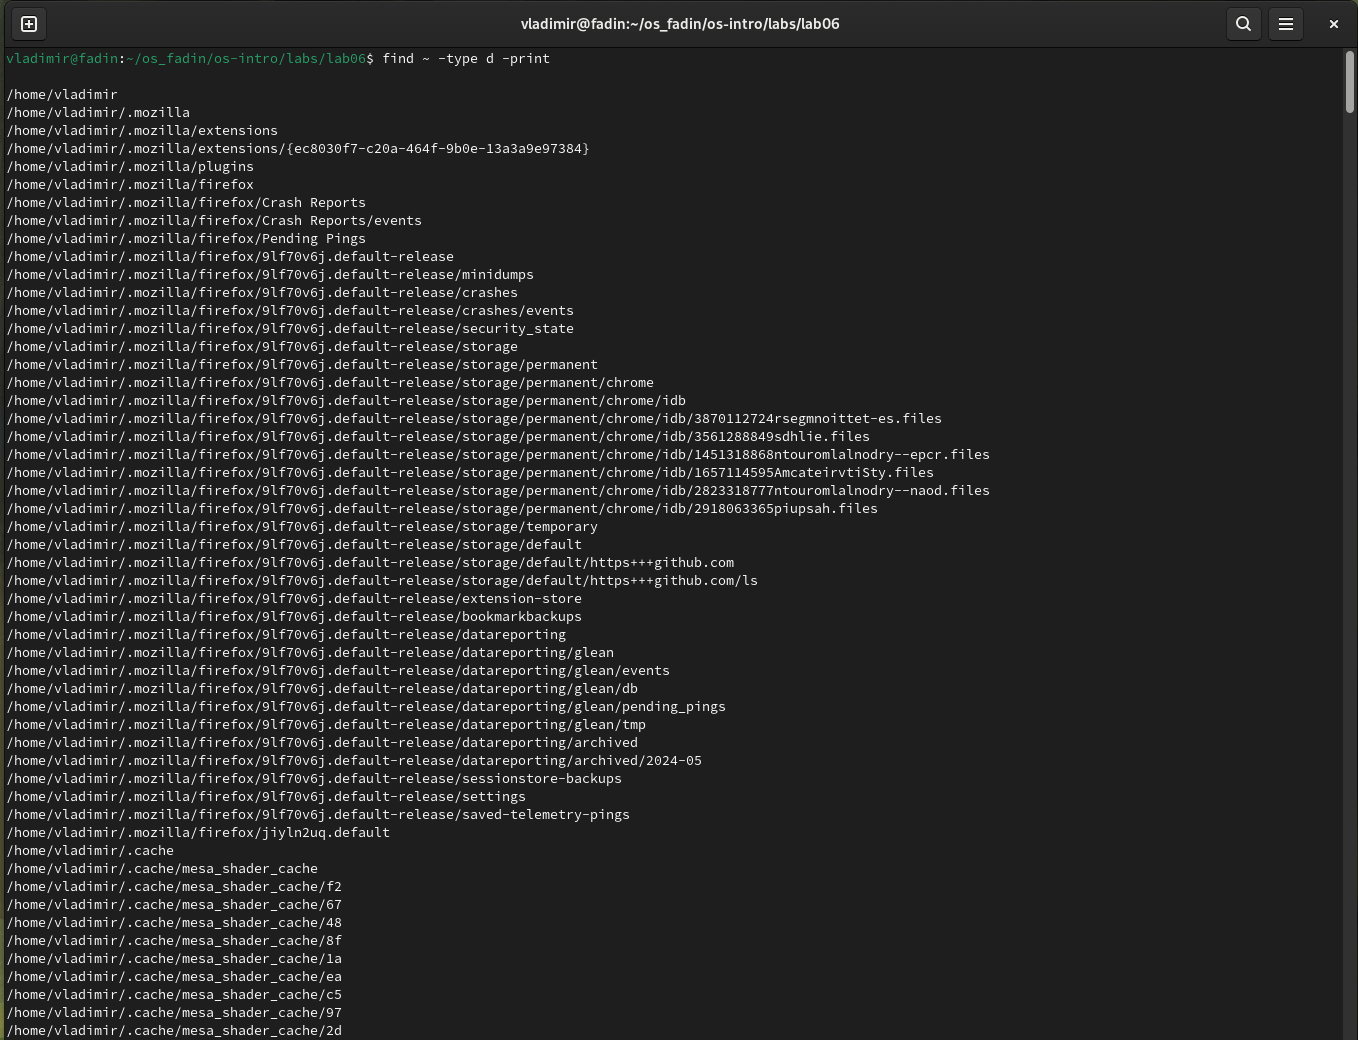 vladimir@fadin:~/os_fadin/os-intro/labs/lab06
vladimir@fadin:~/os_fadin/os-intro/labs/lab06$ find ~ -type d -print
/home/vladimir
/home/vladimir/.mozilla
/home/vladimir/.mozilla/extensions
/home/vladimir/.mozilla/extensions/{ec8030f7-c20a-464f-9b0e-13a3a9e97384}
/home/vladimir/.mozilla/plugins
/home/vladimir/.mozilla/firefox
/home/vladimir/.mozilla/firefox/Crash Reports
/home/vladimir/.mozilla/firefox/Crash Reports/events
/home/vladimir/.mozilla/firefox/Pending Pings
/home/vladimir/.mozilla/firefox/9lf70v6j.default-release
/home/vladimir/.mozilla/firefox/9lf70v6j.default-release/minidumps
/home/vladimir/.mozilla/firefox/9lf70v6j.default-release/crashes
/home/vladimir/.mozilla/firefox/9lf70v6j.default-release/crashes/events
/home/vladimir/.mozilla/firefox/9lf70v6j.default-release/security_state
/home/vladimir/.mozilla/firefox/9lf70v6j.default-release/storage
/home/vladimir/.mozilla/firefox/9lf70v6j.default-release/storage/permanent
/home/vladimir/.mozilla/firefox/9lf70v6j.default-release/storage/permanent/chrome
/home/vladimir/.mozilla/firefox/9lf70v6j.default-release/storage/permanent/chrome/idb
/home/vladimir/.mozilla/firefox/9lf70v6j.default-release/storage/permanent/chrome/idb/3870112724rsegmnoittet-es.files
/home/vladimir/.mozilla/firefox/9lf70v6j.default-release/storage/permanent/chrome/idb/3561288849sdhlie.files
/home/vladimir/.mozilla/firefox/9lf70v6j.default-release/storage/permanent/chrome/idb/1451318868ntouromlalnodry--epcr.files
/home/vladimir/.mozilla/firefox/9lf70v6j.default-release/storage/permanent/chrome/idb/1657114595AmcateirvtiSty.files
/home/vladimir/.mozilla/firefox/9lf70v6j.default-release/storage/permanent/chrome/idb/2823318777ntouromlalnodry--naod.files
/home/vladimir/.mozilla/firefox/9lf70v6j.default-release/storage/permanent/chrome/idb/2918063365piupsah.files
/home/vladimir/.mozilla/firefox/9lf70v6j.default-release/storage/temporary
/home/vladimir/.mozilla/firefox/9lf70v6j.default-release/storage/default
/home/vladimir/.mozilla/firefox/9lf70v6j.default-release/storage/default/https+++github.com
/home/vladimir/.mozilla/firefox/9lf70v6j.default-release/storage/default/https+++github.com/ls
/home/vladimir/.mozilla/firefox/9lf70v6j.default-release/extension-store
/home/vladimir/.mozilla/firefox/9lf70v6j.default-release/bookmarkbackups
/home/vladimir/.mozilla/firefox/9lf70v6j.default-release/datareporting
/home/vladimir/.mozilla/firefox/9lf70v6j.default-release/datareporting/glean
/home/vladimir/.mozilla/firefox/9lf70v6j.default-release/datareporting/glean/events
/home/vladimir/.mozilla/firefox/9lf70v6j.default-release/datareporting/glean/db
/home/vladimir/.mozilla/firefox/9lf70v6j.default-release/datareporting/glean/pending_pings
/home/vladimir/.mozilla/firefox/9lf70v6j.default-release/datareporting/glean/tmp
/home/vladimir/.mozilla/firefox/9lf70v6j.default-release/datareporting/archived
/home/vladimir/.mozilla/firefox/9lf70v6j.default-release/datareporting/archived/2024-05
/home/vladimir/.mozilla/firefox/9lf70v6j.default-release/sessionstore-backups
/home/vladimir/.mozilla/firefox/9lf70v6j.default-release/settings
/home/vladimir/.mozilla/firefox/9lf70v6j.default-release/saved-telemetry-pings
/home/vladimir/.mozilla/firefox/jiyln2uq.default
/home/vladimir/.cache
/home/vladimir/.cache/mesa_shader_cache
/home/vladimir/.cache/mesa_shader_cache/f2
/home/vladimir/.cache/mesa_shader_cache/67
/home/vladimir/.cache/mesa_shader_cache/48
/home/vladimir/.cache/mesa_shader_cache/8f
/home/vladimir/.cache/mesa_shader_cache/1a
/home/vladimir/.cache/mesa_shader_cache/ea
/home/vladimir/.cache/mesa_shader_cache/c5
/home/vladimir/.cache/mesa_shader_cache/97
/home/vladimir/.cache/mesa_shader_cache/2d